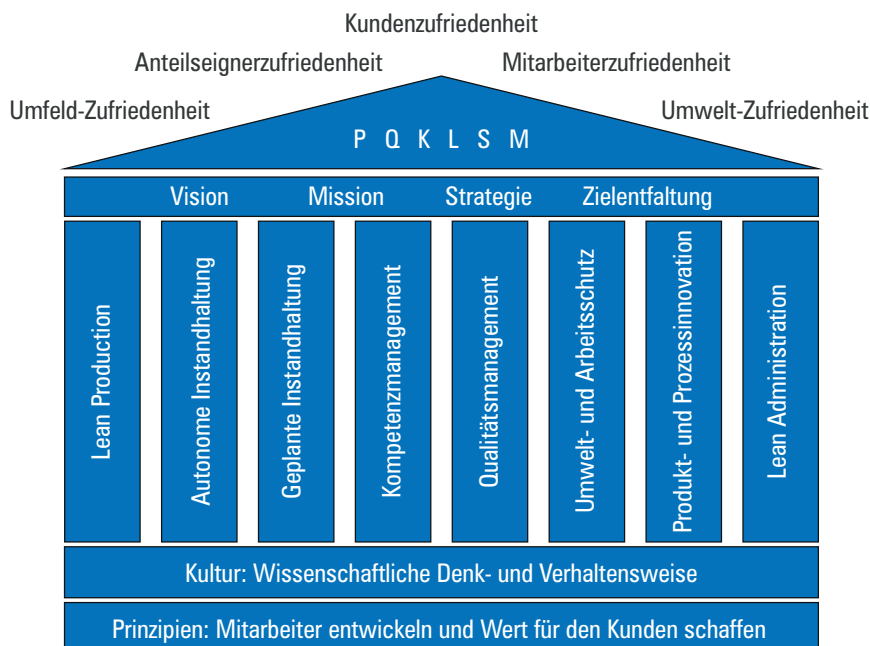 Kundenzufriedenheit
Anteilseignerzufriedenheit Mitarbeiterzufriedenheit
Umfeld-Zufriedenheit Umwelt-Zufriedenheit
P Q K L S M
Vision Mission Strategie Zielentfaltung
Lean Production
Autonome Instandhaltung
Geplante Instandhaltung
Kompetenzmanagement
Qualitätsmanagement
Umwelt- und Arbeitsschutz
Produkt- und Prozessinnovation
Lean Administration
Kultur: Wissenschaftliche Denk- und Verhaltensweise
Prinzipien: Mitarbeiter entwickeln und Wert für den Kunden schaffen